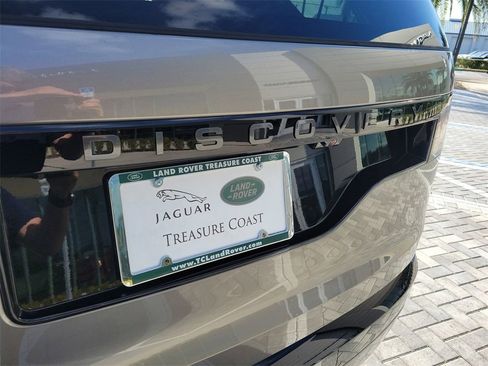 DISCOVERY
LAND ROVER TREASURE COAST
JAGUAR
LAND
ROVER
TREASURE COAST
www.TCLandRover.com